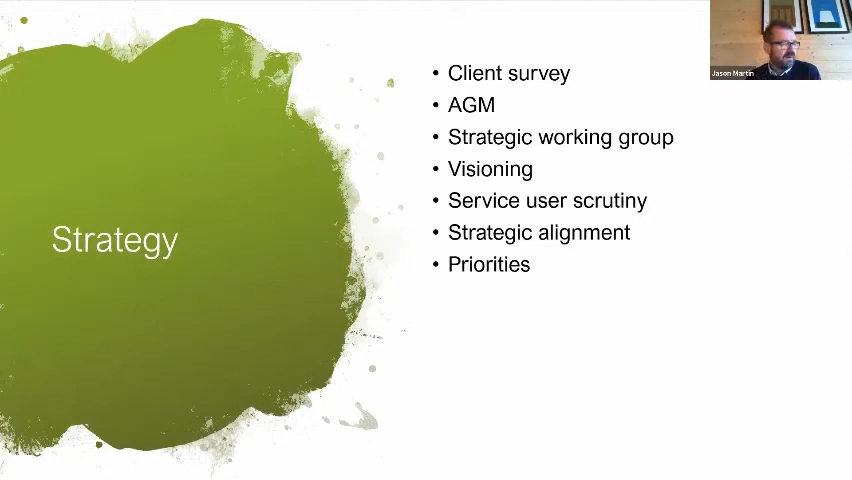 Strategy
• Client survey
• AGM
• Strategic working group
• Visioning
• Service user scrutiny
• Strategic alignment
• Priorities
Jason Martin